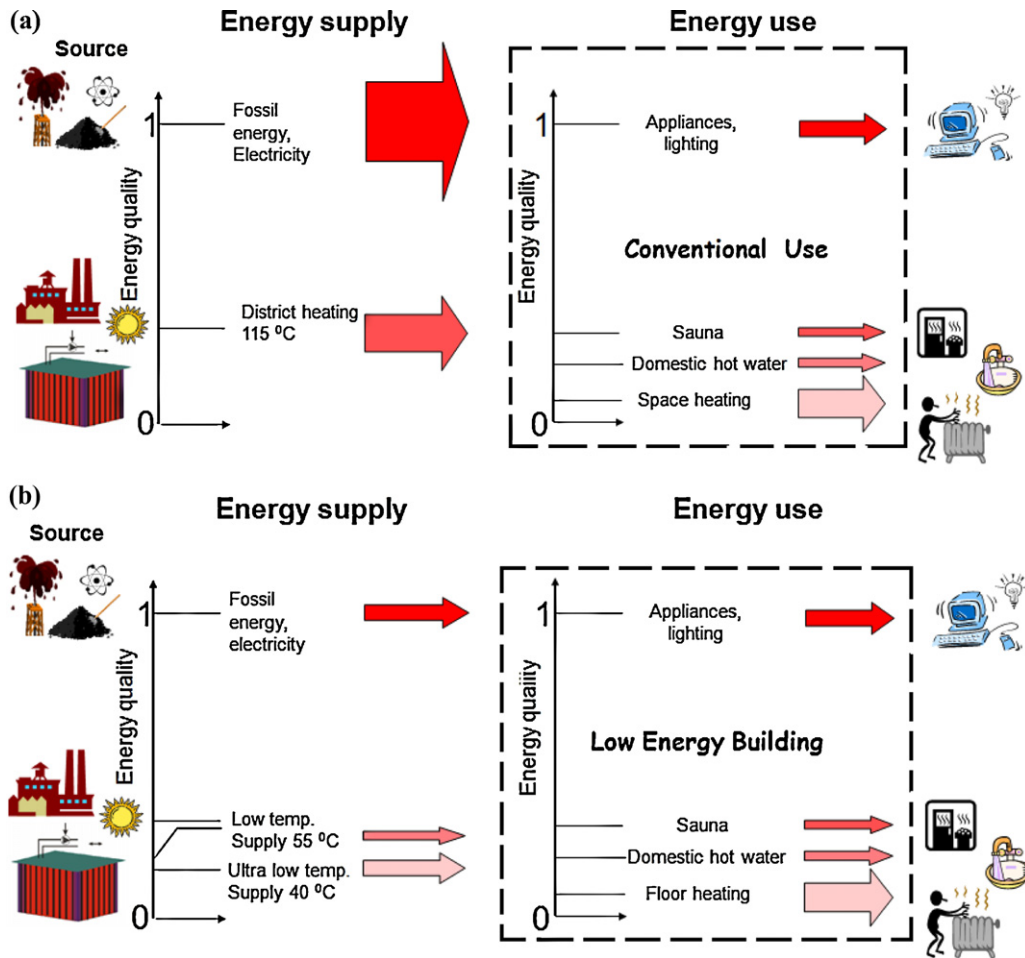 (a)
Energy supply
Energy use
Source
1
Fossil
energy,
Electricity
Energy quality
District heating
115 ⁰C
0
1
Appliances,
lighting
Energy quality
Conventional Use
Sauna
Domestic hot water
Space heating
0
(b)
Energy supply
Energy use
Source
1
Fossil
energy,
electricity
Energy quality
Low temp.
Supply 55 ⁰C
Ultra low temp.
Supply 40 ⁰C
0
1
Appliances,
lighting
Energy quality
Low Energy Building
Sauna
Domestic hot water
Floor heating
0